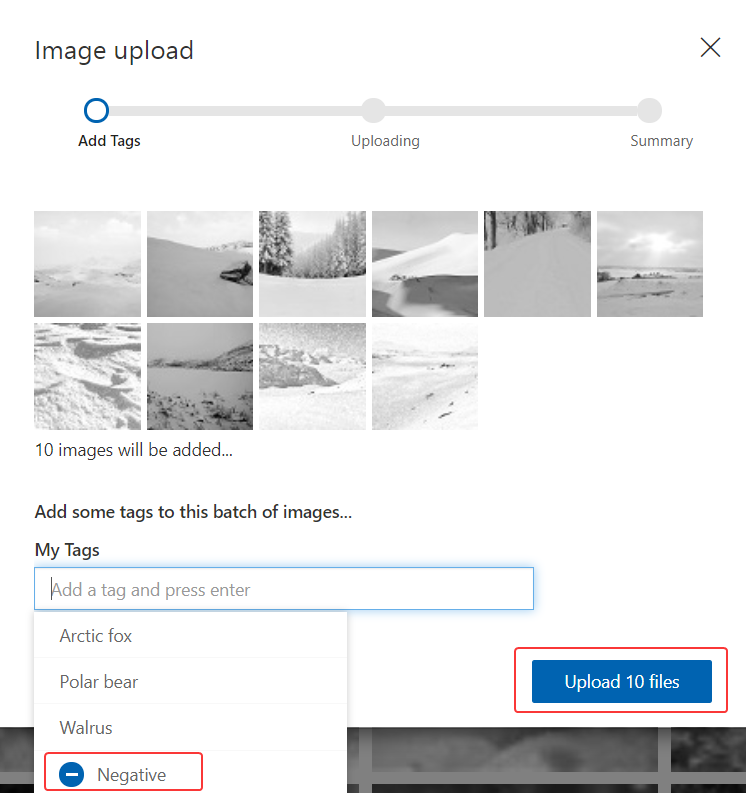 Image upload
Add Tags
Uploading
Summary
10 images will be added...
Add some tags to this batch of images...
My Tags
Add a tag and press enter
Arctic fox
Polar bear
Upload 10 files
Walrus
Negative